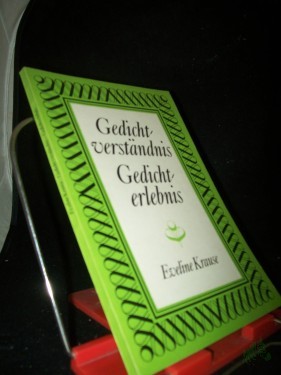 Gedicht-
verständnis
Gedicht-
erlebnis
Eveline Krause